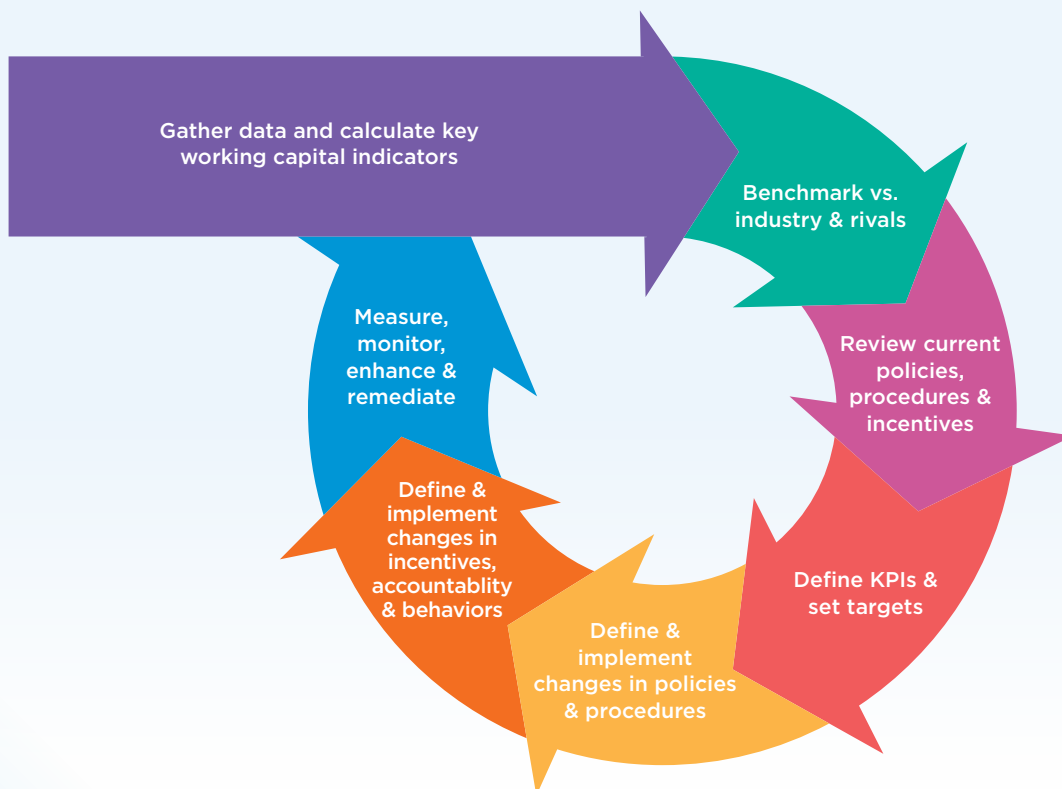 Gather data and calculate key
working capital indicators
Benchmark vs.
industry & rivals
Review current
policies,
procedures &
incentives
Define KPIs &
set targets
Define &
implement
changes in policies
& procedures
Define &
implement
changes in
incentives,
accountablity
& behaviors
Measure,
monitor,
enhance &
remediate